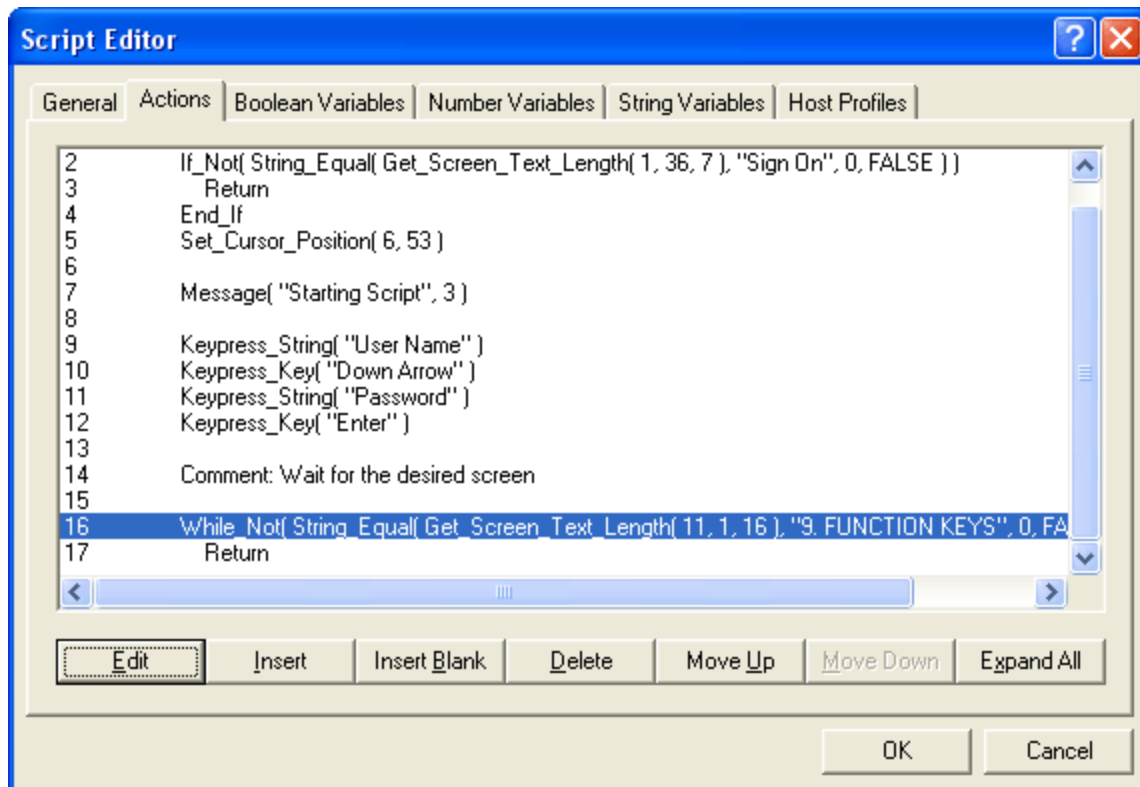 Script Editor
General Actions Boolean Variables Number Variables String Variables Host Profiles
2 If_Not( String_Equal( Get_Screen_Text_Length( 1, 36, 7 ), "Sign On", 0, FALSE ) )
3 Return
4 End_If
5 Set_Cursor_Position( 6, 53 )
6
7 Message( "Starting Script", 3 )
8
9 Keypress_String( "User Name" )
10 Keypress_Key( "Down Arrow" )
11 Keypress_String( "Password" )
12 Keypress_Key( "Enter" )
13
14 Comment: Wait for the desired screen
15
16 While_Not( String_Equal( Get_Screen_Text_Length( 11, 1, 16 ), "9. FUNCTION KEYS", 0, FA
17 Return
Edit Insert Insert Blank Delete Move Up Move Down Expand All
OK Cancel